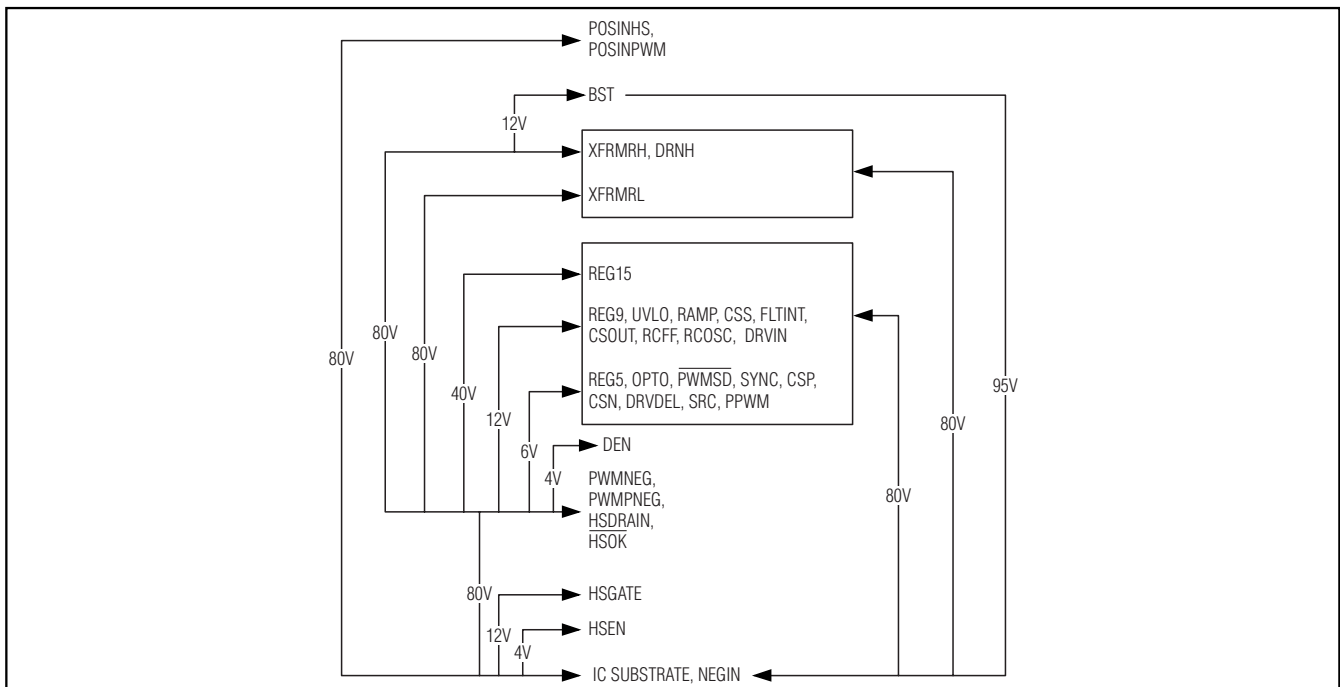 POSINHS,
POSINPWM
BST
12V
XFRMRH, DRNH
XFRMRL
REG15
REG9, UVLO, RAMP, CSS, FLTINT,
CSOUT, RCFF, RCOSC, DRVIN
REG5, OPTO, PWMSD, SYNC, CSP,
CSN, DRVDEL, SRC, PPWM
80V
80V
80V
40V
12V
6V
4V
DEN
95V
80V
80V
PWMNEG,
PWMPNEG,
HSDRAIN,
HSOK
80V
12V
4V
HSGATE
HSEN
IC SUBSTRATE, NEGIN